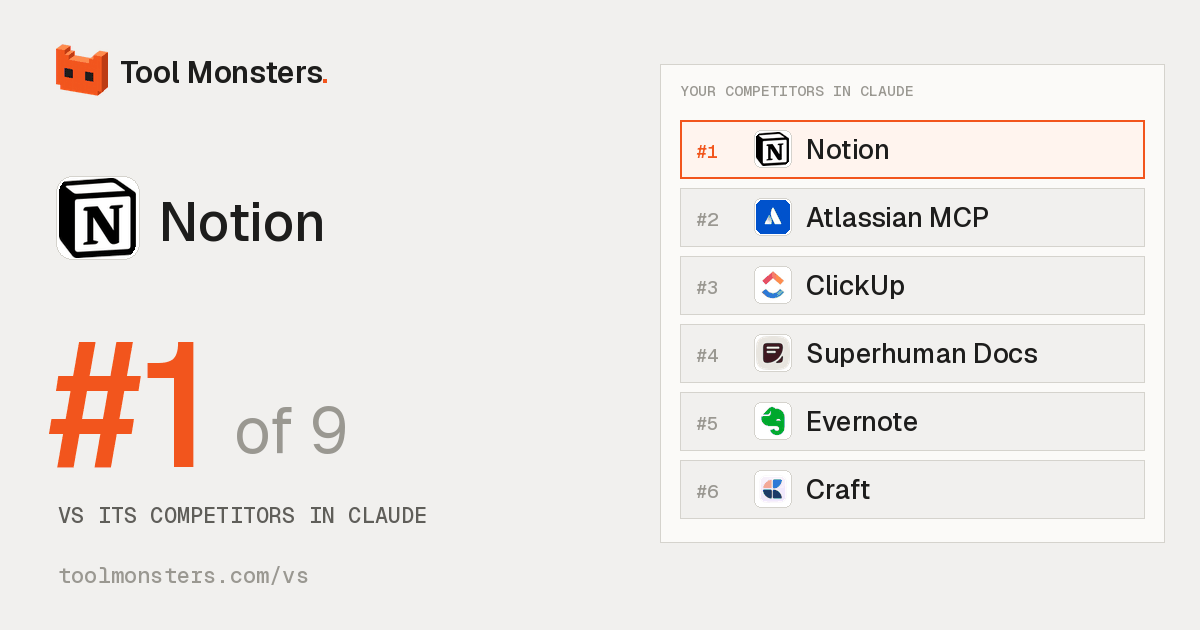 Tool Monsters.
N Notion
#1 of 9
VS ITS COMPETITORS IN CLAUDE
toolmonsters.com/vs
YOUR COMPETITORS IN CLAUDE
#1 N Notion
#2 Atlassian MCP
#3 ClickUp
#4 Superhuman Docs
#5 Evernote
#6 Craft